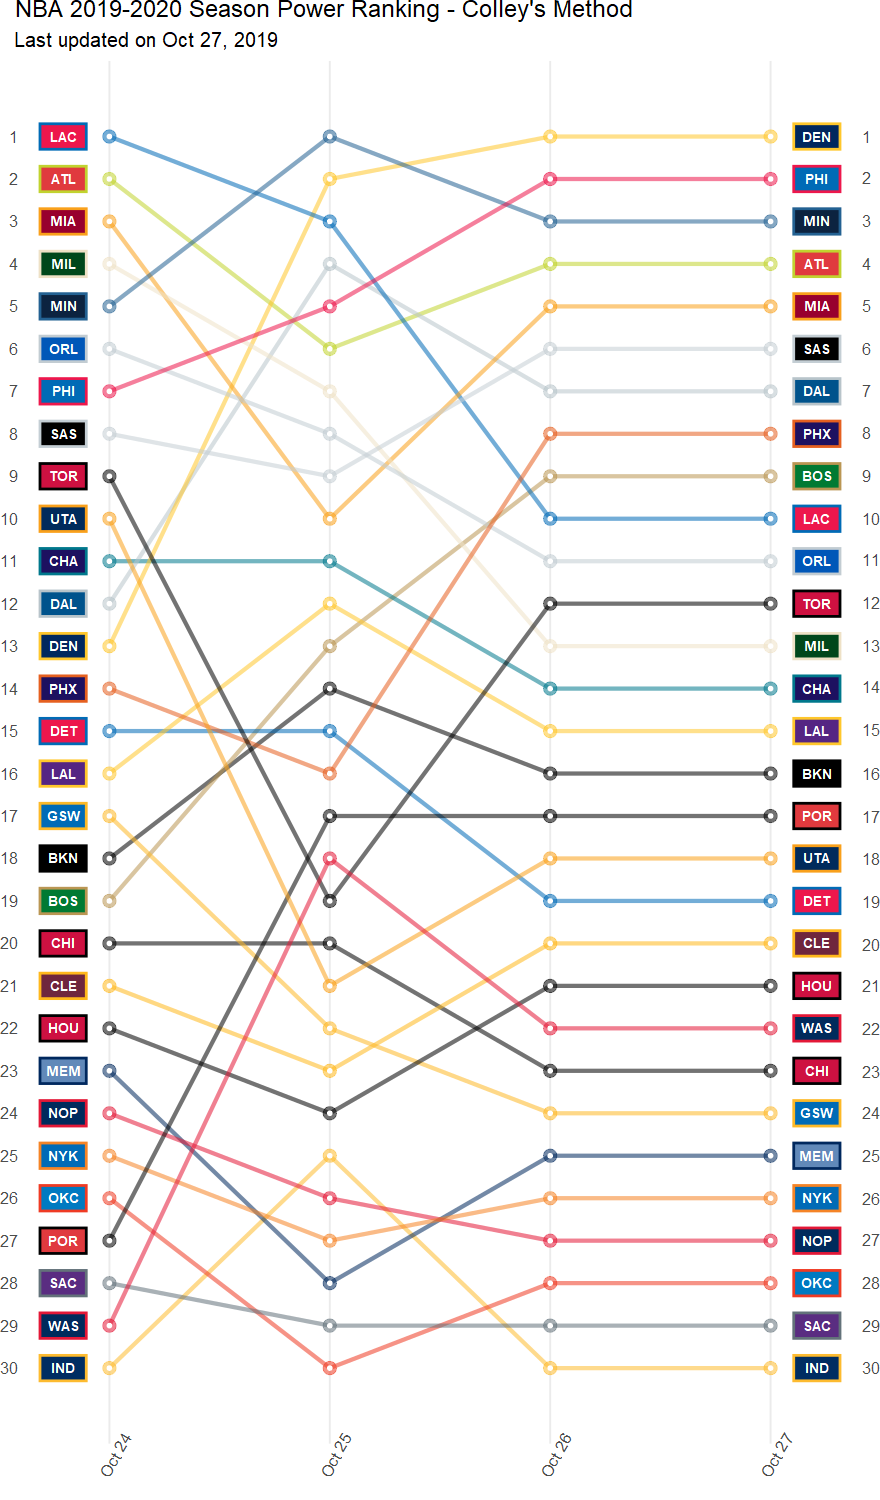 NBA 2019-2020 Season Power Ranking - Colley's Method
Last updated on Oct 27, 2019
1 LAC DEN 1
2 ATL PHI 2
3 MIA MIN 3
4 MIL ATL 4
5 MIN MIA 5
6 ORL SAS 6
7 PHI DAL 7
8 SAS PHX 8
9 TOR BOS 9
10 UTA LAC 10
11 CHA ORL 11
12 DAL TOR 12
13 DEN MIL 13
14 PHX CHA 14
15 DET LAL 15
16 LAL BKN 16
17 GSW POR 17
18 BKN UTA 18
19 BOS DET 19
20 CHI CLE 20
21 CLE HOU 21
22 HOU WAS 22
23 MEM CHI 23
24 NOP GSW 24
25 NYK MEM 25
26 OKC NYK 26
27 POR NOP 27
28 SAC OKC 28
29 WAS SAC 29
30 IND IND 30
Oct 24 Oct 25 Oct 26 Oct 27